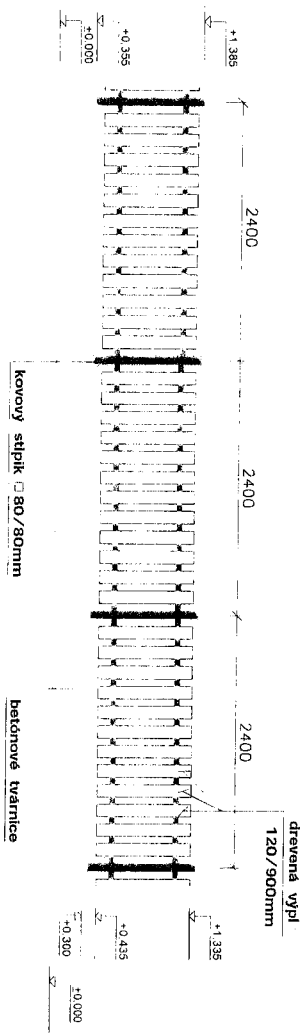 +1.385
+0.355
±0.000
2400
2400
2400
kovový stĺpik □ 80/80mm
betónové tvárnice
drevená výpl
120/900mm
+1.335
+0.435
+0.300
±0.000